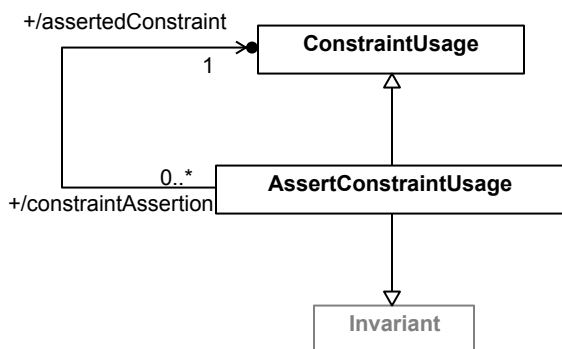 +/assertedConstraint
ConstraintUsage
1
0..*
AssertConstraintUsage
+/constraintAssertion
Invariant